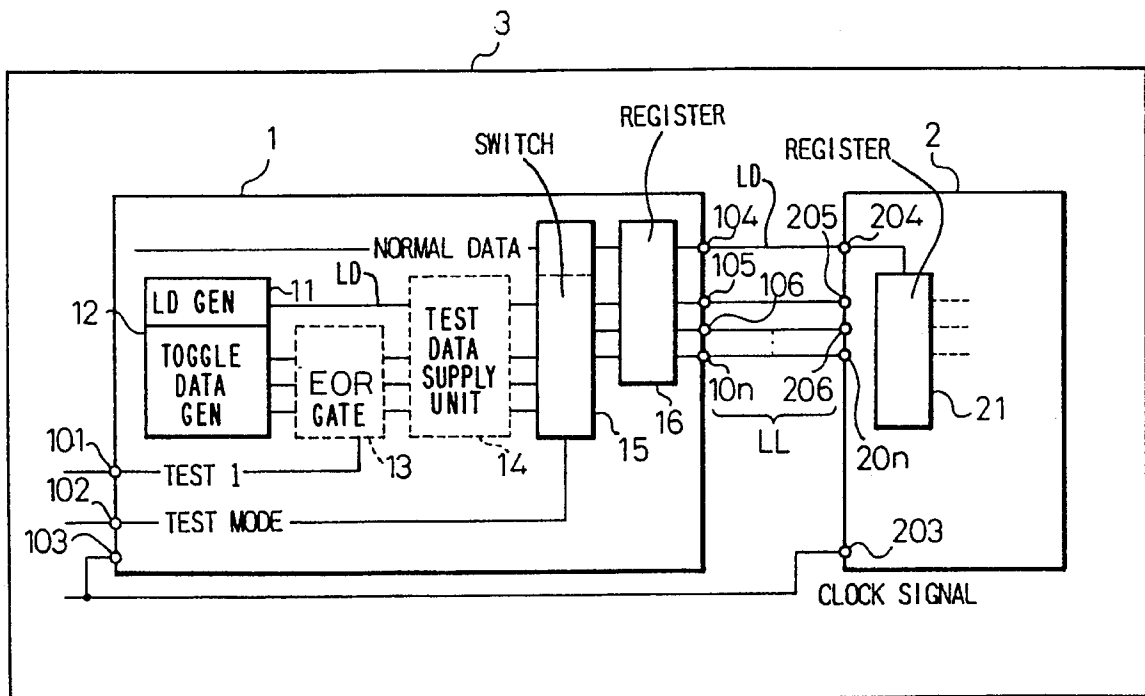 3
1
SWITCH
REGISTER
LD
REGISTER
2
NORMAL DATA
104
205
204
LD GEN
11
LD
105
106
12
TOGGLE
DATA
GEN
EOR
GATE
TEST
DATA
SUPPLY
UNIT
10n
206
16
LL
20n
21
15
101
TEST 1
13
14
102
TEST MODE
103
203
CLOCK SIGNAL